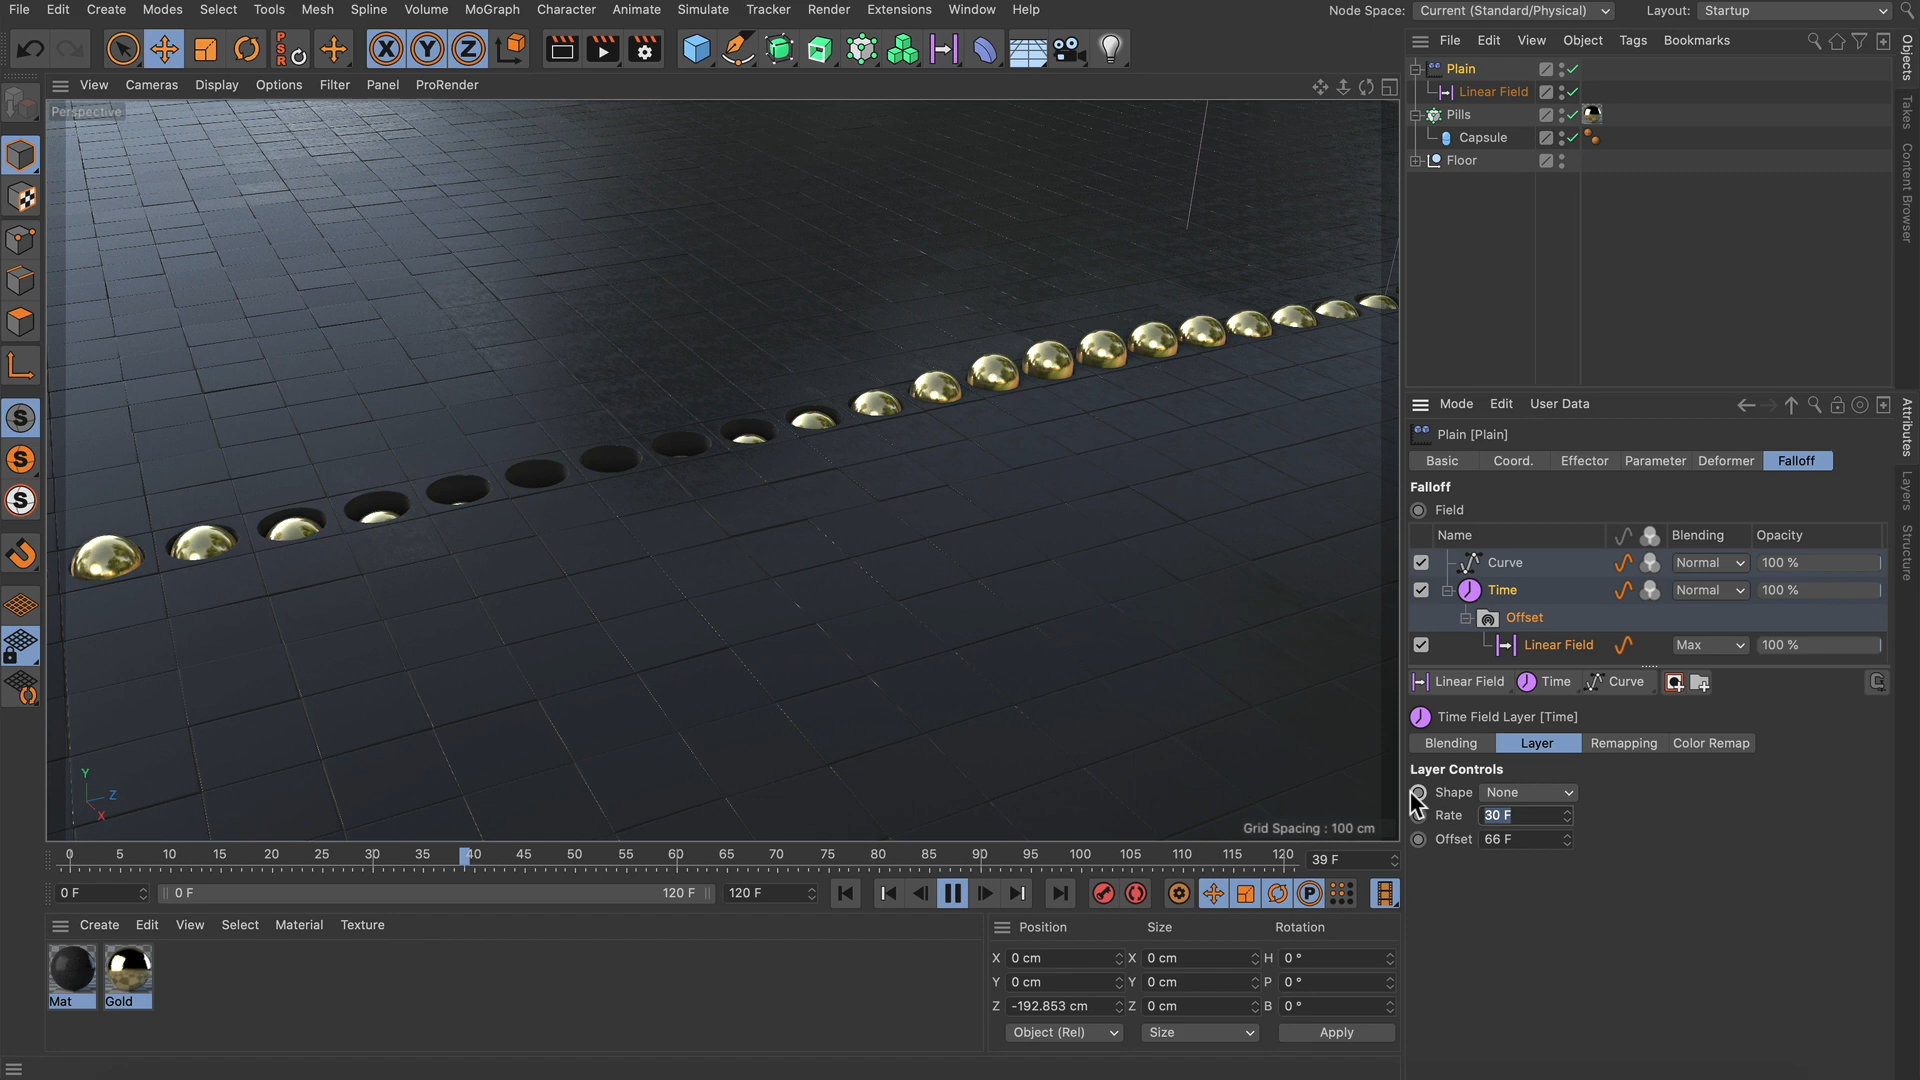 File Edit Create Modes Select Tools Mesh Spline Volume MoGraph Character Animate Simulate Tracker Render Extensions Window Help Node Space: Current (Standard/Physical) Layout: Startup
PSR X Y Z
File Edit View Object Tags Bookmarks
View Cameras Display Options Filter Panel ProRender
Perspective
Plain
Linear Field
Pills
Capsule
Floor
Objects
Takes
Content Browser
Mode Edit User Data
Plain [Plain]
Basic Coord. Effector Parameter Deformer Falloff
Falloff
Field
Name Blending Opacity
Curve Normal 100 %
Time Normal 100 %
Offset
Linear Field Max 100 %
Linear Field Time Curve
Time Field Layer [Time]
Blending Layer Remapping Color Remap
Layer Controls
Shape None
Rate 30 F
Offset 66 F
Attributes
Layers
Structure
S
S
S
Y
Z
X
Grid Spacing : 100 cm
0 5 10 15 20 25 30 35 40 45 50 55 60 65 70 75 80 85 90 95 100 105 110 115 120 39 F
0 F 0 F 120 F 120 F P
Create Edit View Select Material Texture
Mat Gold
Position Size Rotation
X 0 cm X 0 cm H 0 °
Y 0 cm Y 0 cm P 0 °
Z -192.853 cm Z 0 cm B 0 °
Object (Rel) Size Apply